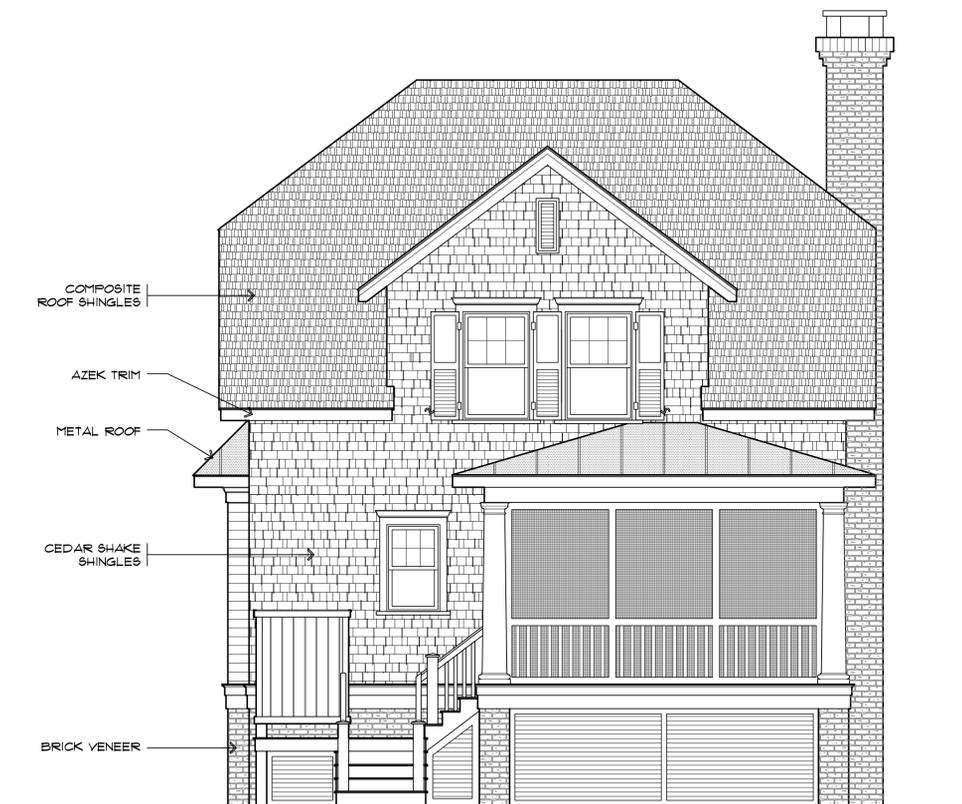 COMPOSITE
ROOF SHINGLES
AZEK TRIM
METAL ROOF
CEDAR SHAKE
SHINGLES
BRICK VENEER